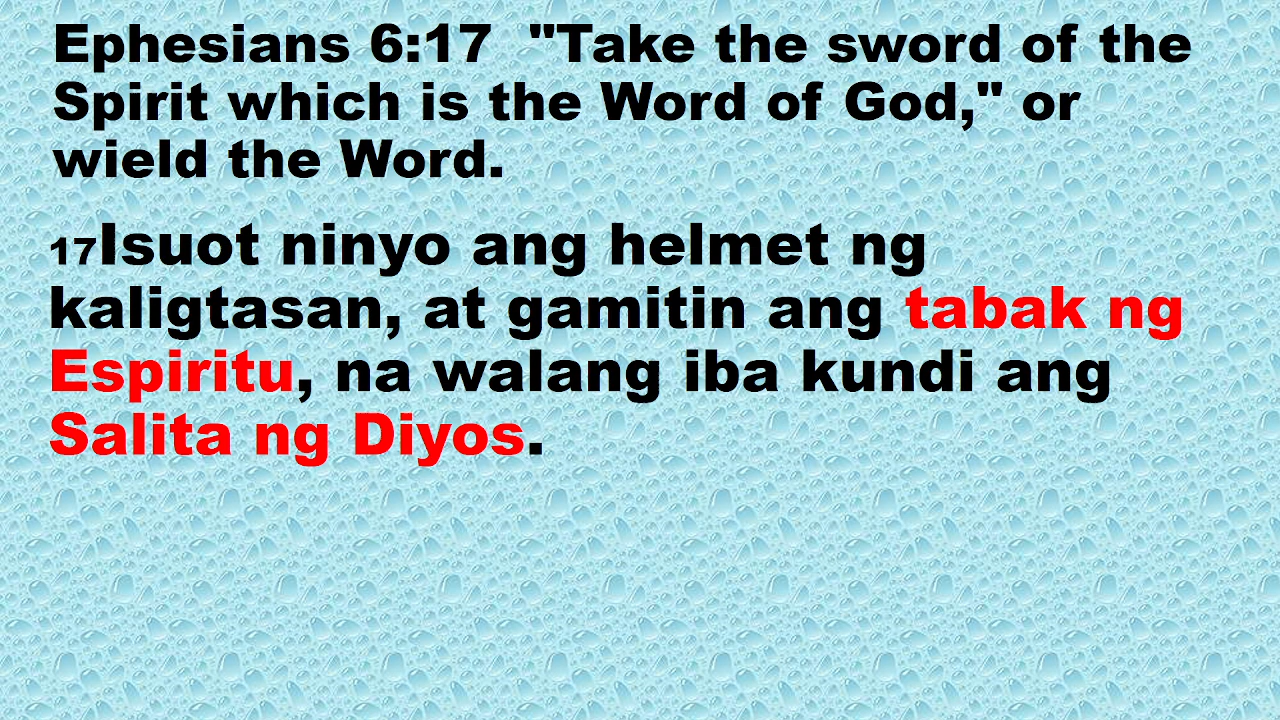 Ephesians 6:17  "Take the sword of the
Spirit which is the Word of God," or
wield the Word.
17Isuot ninyo ang helmet ng
kaligtasan, at gamitin ang tabak ng
Espiritu, na walang iba kundi ang
Salita ng Diyos.